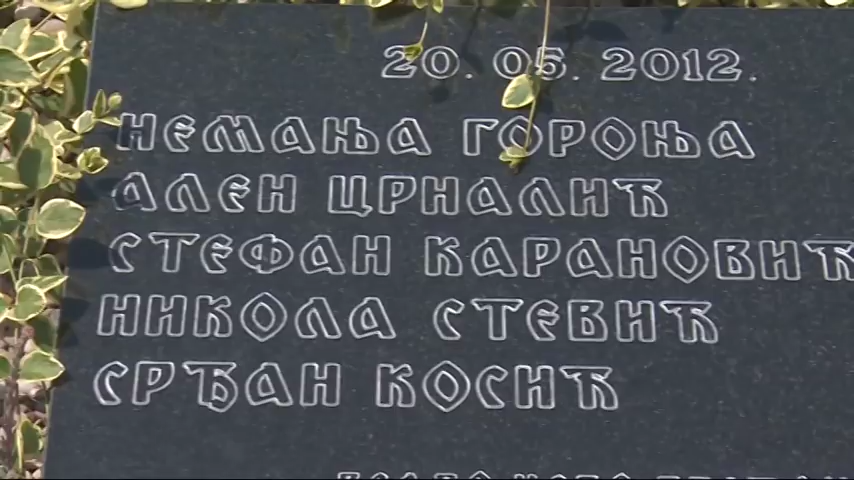 20. 05. 2012.
НЕМАЊА ГОРОЊА
АЛЕН ЦРНАЛИЋ
СТЕФАН КАРАНОВИЋ
НИКОЛА СТЕВИЋ
СРЂАН КОСИЋ